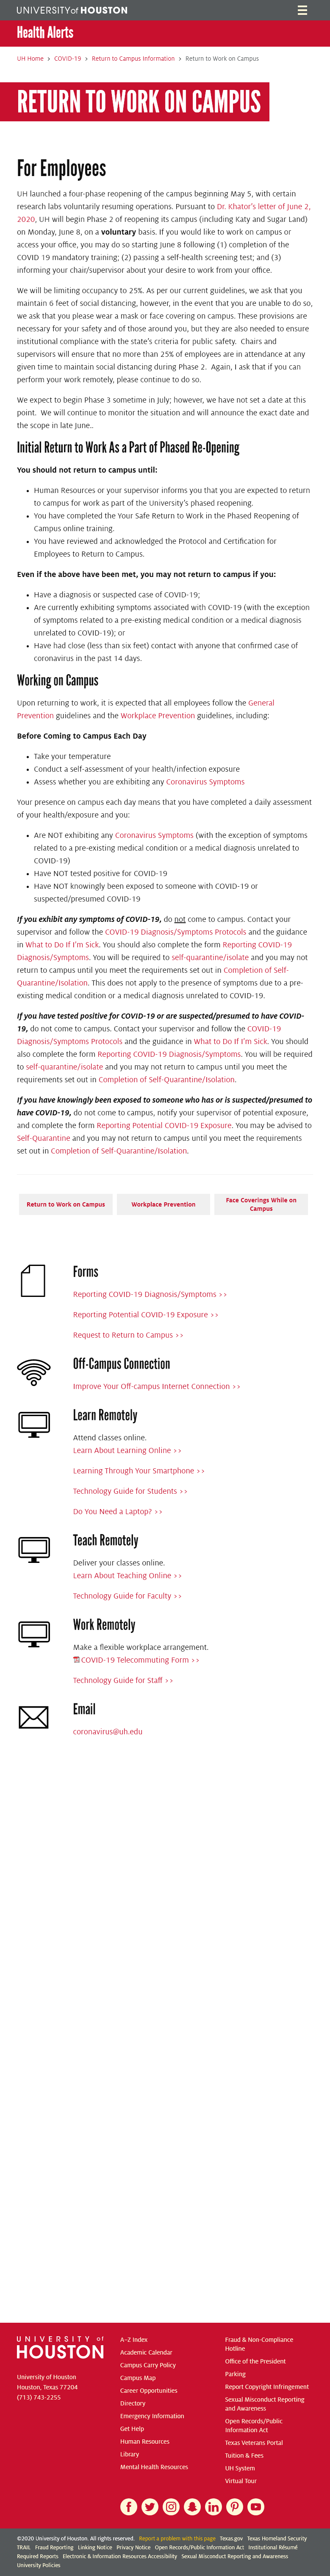 UNIVERSITY of HOUSTON
Health Alerts
UH Home > COVID-19 > Return to Campus Information > Return to Work on Campus
RETURN TO WORK ON CAMPUS
For Employees
UH launched a four-phase reopening of the campus beginning May 5, with certain
research labs voluntarily resuming operations. Pursuant to Dr. Khator's letter of June 2,
2020, UH will begin Phase 2 of reopening its campus (including Katy and Sugar Land)
on Monday, June 8, on a voluntary basis. If you would like to work on campus or
access your office, you may do so starting June 8 following (1) completion of the
COVID 19 mandatory training; (2) passing a self-health screening test; and (3)
informing your chair/supervisor about your desire to work from your office.
We will be limiting occupancy to 25%. As per our current guidelines, we ask that you
maintain 6 feet of social distancing, however, in the event that you are unable to do so,
we ask that you please wear a mask or face covering on campus. These provisions are
necessary for your safety and of those around you, but they are also needed to ensure
institutional compliance with the state's criteria for public safety. Chairs and
supervisors will ensure that no more than 25% of employees are in attendance at any
given time to maintain social distancing during Phase 2. Again, I ask that if you can
perform your work remotely, please continue to do so.
We expect to begin Phase 3 sometime in July; however, we have not set a date at this
point. We will continue to monitor the situation and will announce the exact date and
the scope in late June..
Initial Return to Work As a Part of Phased Re-Opening
You should not return to campus until:
• Human Resources or your supervisor informs you that you are expected to return
to campus for work as part of the University's phased reopening.
• You have completed the Your Safe Return to Work in the Phased Reopening of
Campus online training.
• You have reviewed and acknowledged the Protocol and Certification for
Employees to Return to Campus.
Even if the above have been met, you may not return to campus if you:
• Have a diagnosis or suspected diagnosis of COVID-19;
• Are currently exhibiting symptoms associated with COVID-19 (with the exception
of symptoms related to a pre-existing medical condition or a medical diagnosis
unrelated to COVID-19); or
• Have had close (less than six feet) contact with anyone that confirmed case of
coronavirus in the past 14 days.
Working on Campus
Upon returning to work, it is expected that all employees follow the General
Prevention guidelines and the Workplace Prevention guidelines, including:
Before Coming to Campus Each Day
• Take your temperature
• Conduct a self-assessment of your health/infection exposure
• Assess whether you are exhibiting any Coronavirus Symptoms
Your presence on campus each day means that you have completed a daily assessment
of your health/exposure and you:
• Are NOT exhibiting any Coronavirus Symptoms (with the exception of symptoms
related to a pre-existing medical condition or a medical diagnosis unrelated to
COVID-19)
• Have NOT tested positive for COVID-19
• Have NOT knowingly been exposed to someone with COVID-19 or
suspected/presumed COVID-19
If you exhibit any symptoms of COVID-19, do not come to campus. Contact your
supervisor and follow the COVID-19 Diagnosis/Symptoms Protocols and the guidance
in What to Do If I'm Sick. You should also complete the form Reporting COVID-19
Diagnosis/Symptoms. You will be required to self-quarantine/isolate and you may not
return to campus until you meet the requirements set out in Completion of Self-
Quarantine/Isolation. This does not apply to the presence of symptoms due to a pre-
existing medical condition or a medical diagnosis unrelated to COVID-19.
If you have tested positive for COVID-19 or are suspected/presumed to have COVID-
19, do not come to campus. Contact your supervisor and follow the COVID-19
Diagnosis/Symptoms Protocols and the guidance in What to Do If I'm Sick. You should
also complete the form Reporting COVID-19 Diagnosis/Symptoms. You will be required
to self-quarantine/isolate and you may not return to campus until you meet the
requirements set out in Completion of Self-Quarantine/Isolation.
If you have knowingly been exposed to someone who has or is suspected/presumed to
have COVID-19, do not come to campus, notify your supervisor of potential exposure,
and complete the form Reporting Potential COVID-19 Exposure. You may be advised to
Self-Quarantine and you may not return to campus until you meet the requirements
set out in Completion of Self-Quarantine/Isolation.
Return to Work on Campus
Workplace Prevention
Face Coverings While on
Campus
Forms
Reporting COVID-19 Diagnosis/Symptoms >>
Reporting Potential COVID-19 Exposure >>
Request to Return to Campus >>
Off-Campus Connection
Improve Your Off-campus Internet Connection >>
Learn Remotely
Attend classes online.
Learn About Learning Online >>
Learning Through Your Smartphone >>
Technology Guide for Students >>
Do You Need a Laptop? >>
Teach Remotely
Deliver your classes online.
Learn About Teaching Online >>
Technology Guide for Faculty >>
Work Remotely
Make a flexible workplace arrangement.
COVID-19 Telecommuting Form >>
Technology Guide for Staff >>
Email
coronavirus@uh.edu
UNIVERSITY of
HOUSTON
University of Houston
Houston, Texas 77204
(713) 743-2255
A-Z Index
Academic Calendar
Campus Carry Policy
Campus Map
Career Opportunities
Directory
Emergency Information
Get Help
Human Resources
Library
Mental Health Resources
Fraud & Non-Compliance
Hotline
Office of the President
Parking
Report Copyright Infringement
Sexual Misconduct Reporting
and Awareness
Open Records/Public
Information Act
Texas Veterans Portal
Tuition & Fees
UH System
Virtual Tour
©2020 University of Houston. All rights reserved. Report a problem with this page Texas.gov Texas Homeland Security
TRAIL Fraud Reporting Linking Notice Privacy Notice Open Records/Public Information Act Institutional Résumé
Required Reports Electronic & Information Resources Accessibility Sexual Misconduct Reporting and Awareness
University Policies